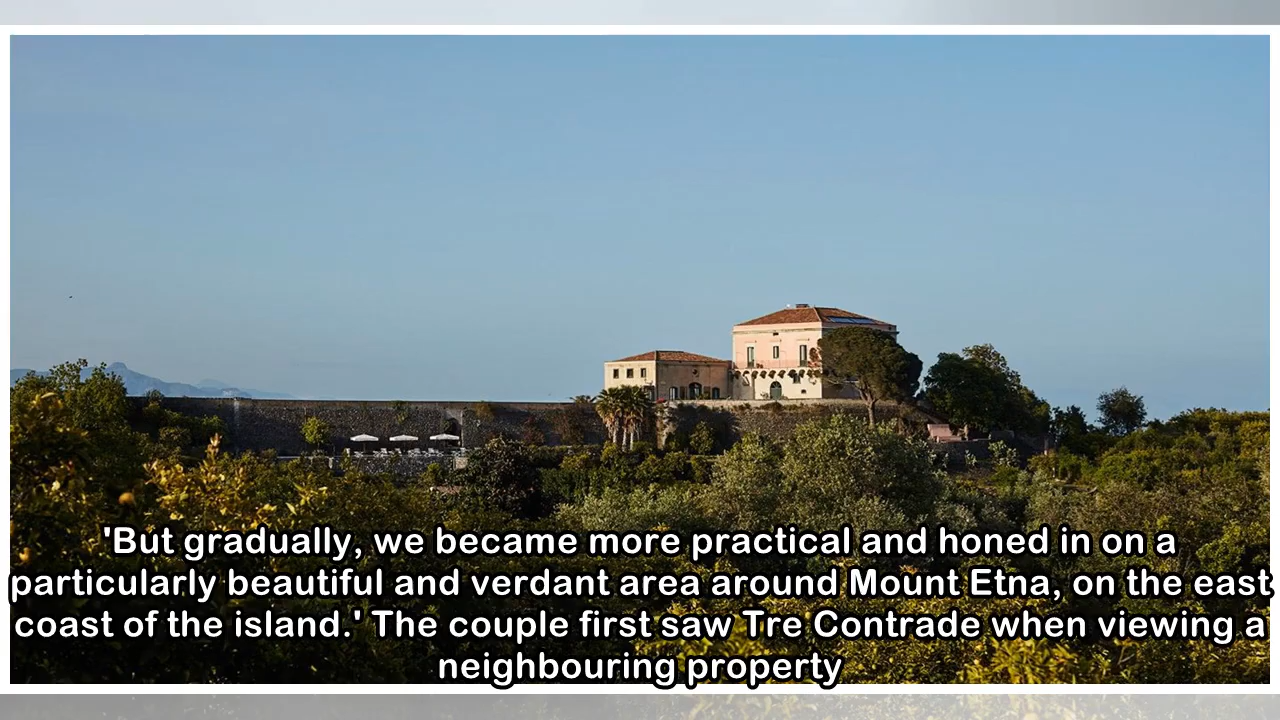 'But gradually, we became more practical and honed in on a
particularly beautiful and verdant area around Mount Etna, on the east
coast of the island.' The couple first saw Tre Contrade when viewing a
neighbouring property